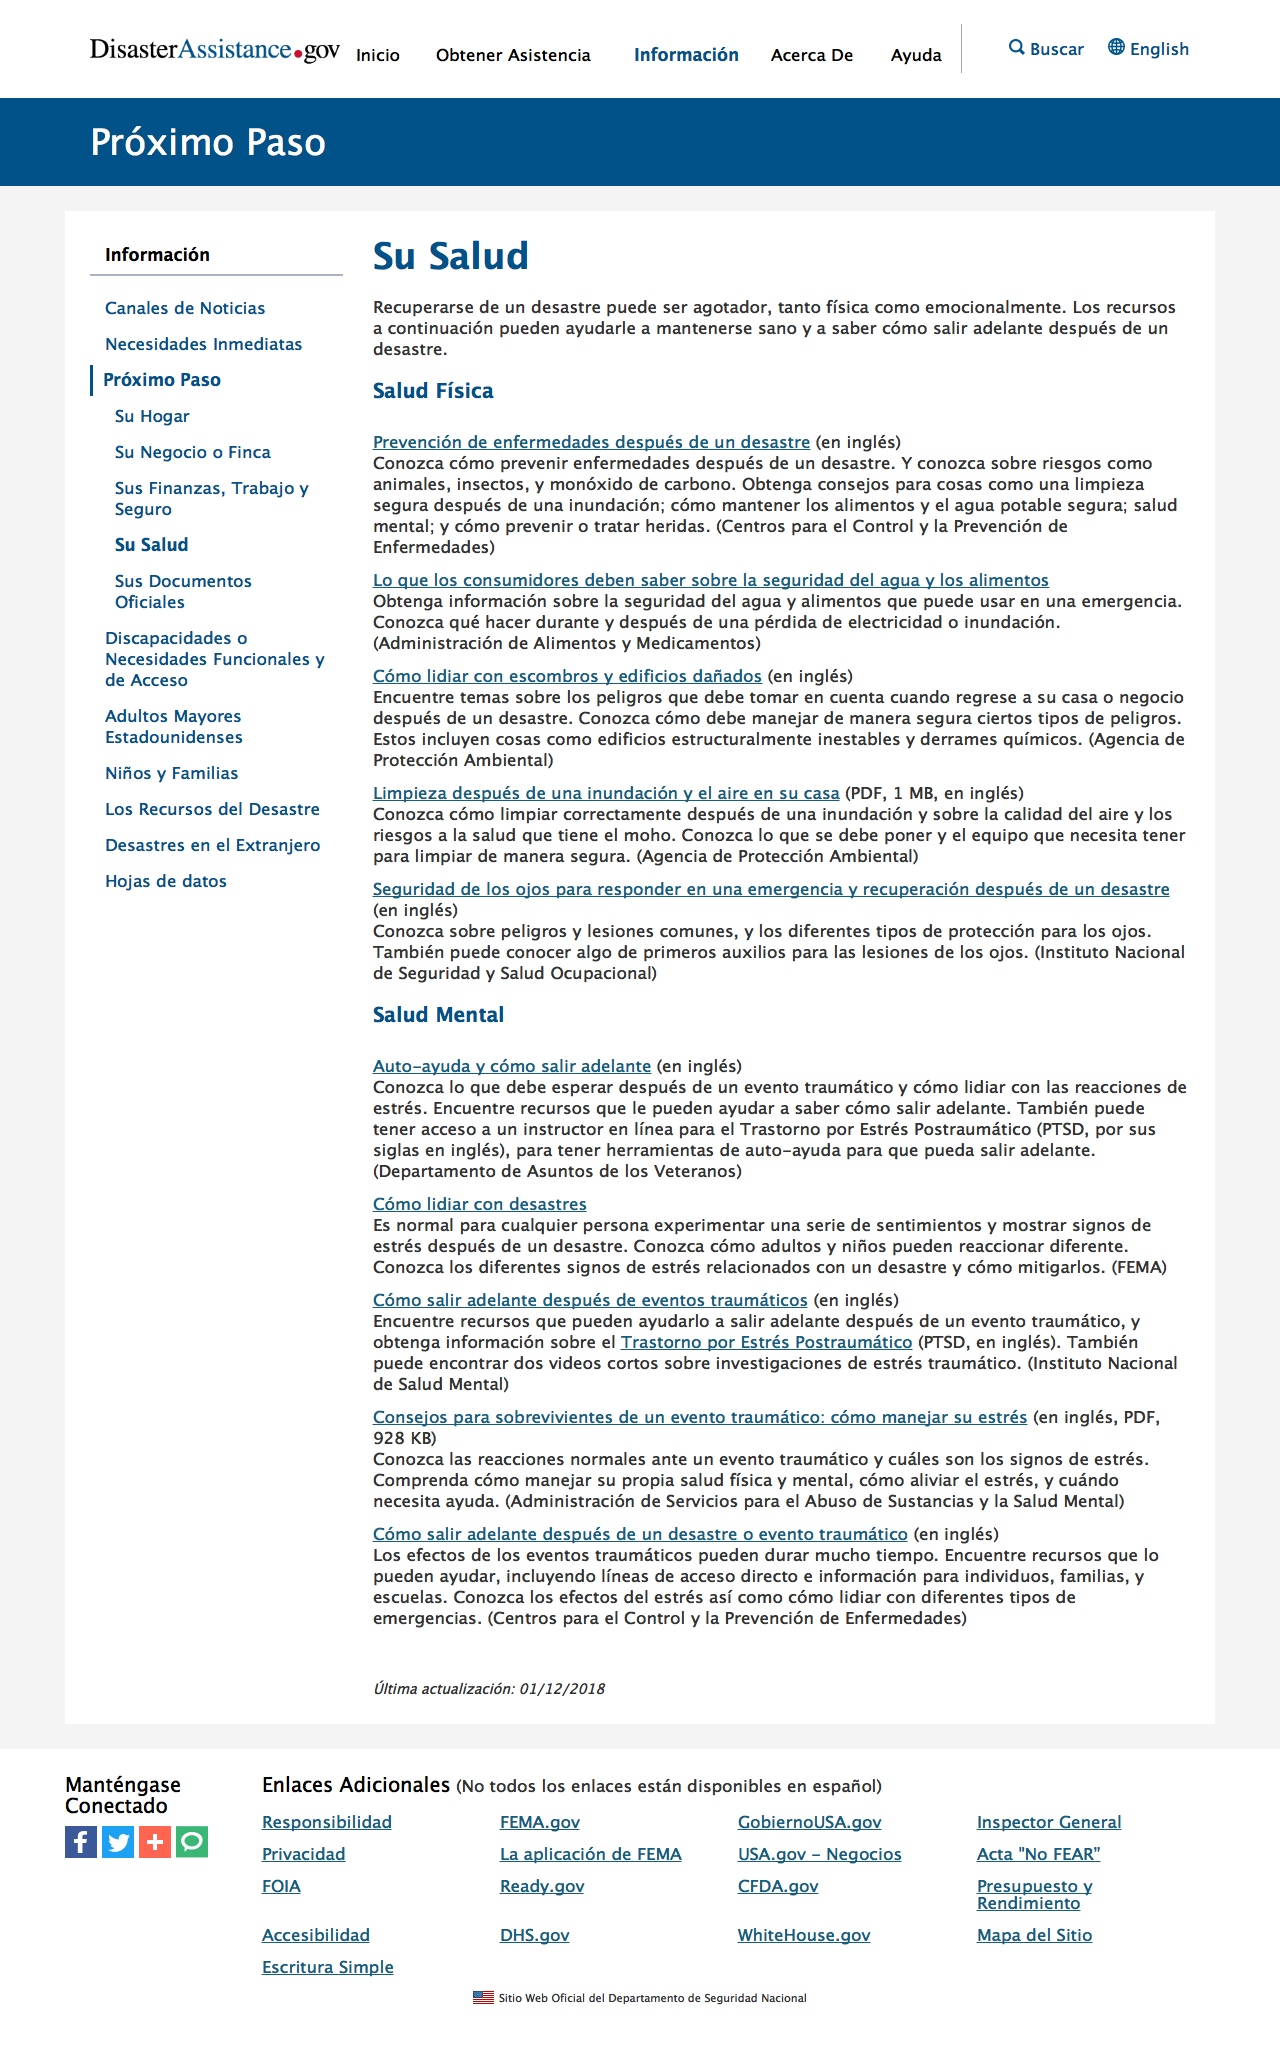 DisasterAssistance.gov
Inicio
Obtener Asistencia
Información
Acerca De
Ayuda
Buscar
English
Próximo Paso
Información
Canales de Noticias
Necesidades Inmediatas
Próximo Paso
Su Hogar
Su Negocio o Finca
Sus Finanzas, Trabajo y
Seguro
Su Salud
Sus Documentos
Oficiales
Discapacidades o
Necesidades Funcionales y
de Acceso
Adultos Mayores
Estadounidenses
Niños y Familias
Los Recursos del Desastre
Desastres en el Extranjero
Hojas de datos
Su Salud
Recuperarse de un desastre puede ser agotador, tanto física como emocionalmente. Los recursos
a continuación pueden ayudarle a mantenerse sano y a saber cómo salir adelante después de un
desastre.
Salud Física
Prevención de enfermedades después de un desastre (en inglés)
Conozca cómo prevenir enfermedades después de un desastre. Y conozca sobre riesgos como
animales, insectos, y monóxido de carbono. Obtenga consejos para cosas como una limpieza
segura después de una inundación; cómo mantener los alimentos y el agua potable segura; salud
mental; y cómo prevenir o tratar heridas. (Centros para el Control y la Prevención de
Enfermedades)
Lo que los consumidores deben saber sobre la seguridad del agua y los alimentos
Obtenga información sobre la seguridad del agua y alimentos que puede usar en una emergencia.
Conozca qué hacer durante y después de una pérdida de electricidad o inundación.
(Administración de Alimentos y Medicamentos)
Cómo lidiar con escombros y edificios dañados (en inglés)
Encuentre temas sobre los peligros que debe tomar en cuenta cuando regrese a su casa o negocio
después de un desastre. Conozca cómo debe manejar de manera segura ciertos tipos de peligros.
Estos incluyen cosas como edificios estructuralmente inestables y derrames químicos. (Agencia de
Protección Ambiental)
Limpieza después de una inundación y el aire en su casa (PDF, 1 MB, en inglés)
Conozca cómo limpiar correctamente después de una inundación y sobre la calidad del aire y los
riesgos a la salud que tiene el moho. Conozca lo que se debe poner y el equipo que necesita tener
para limpiar de manera segura. (Agencia de Protección Ambiental)
Seguridad de los ojos para responder en una emergencia y recuperación después de un desastre
(en inglés)
Conozca sobre peligros y lesiones comunes, y los diferentes tipos de protección para los ojos.
También puede conocer algo de primeros auxilios para las lesiones de los ojos. (Instituto Nacional
de Seguridad y Salud Ocupacional)
Salud Mental
Auto-ayuda y cómo salir adelante (en inglés)
Conozca lo que debe esperar después de un evento traumático y cómo lidiar con las reacciones de
estrés. Encuentre recursos que le pueden ayudar a saber cómo salir adelante. También puede
tener acceso a un instructor en línea para el Trastorno por Estrés Postraumático (PTSD, por sus
siglas en inglés), para tener herramientas de auto-ayuda para que pueda salir adelante.
(Departamento de Asuntos de los Veteranos)
Cómo lidiar con desastres
Es normal para cualquier persona experimentar una serie de sentimientos y mostrar signos de
estrés después de un desastre. Conozca cómo adultos y niños pueden reaccionar diferente.
Conozca los diferentes signos de estrés relacionados con un desastre y cómo mitigarlos. (FEMA)
Cómo salir adelante después de eventos traumáticos (en inglés)
Encuentre recursos que pueden ayudarlo a salir adelante después de un evento traumático, y
obtenga información sobre el Trastorno por Estrés Postraumático (PTSD, en inglés). También
puede encontrar dos videos cortos sobre investigaciones de estrés traumático. (Instituto Nacional
de Salud Mental)
Consejos para sobrevivientes de un evento traumático: cómo manejar su estrés (en inglés, PDF,
928 KB)
Conozca las reacciones normales ante un evento traumático y cuáles son los signos de estrés.
Comprenda cómo manejar su propia salud física y mental, cómo aliviar el estrés, y cuándo
necesita ayuda. (Administración de Servicios para el Abuso de Sustancias y la Salud Mental)
Cómo salir adelante después de un desastre o evento traumático (en inglés)
Los efectos de los eventos traumáticos pueden durar mucho tiempo. Encuentre recursos que lo
pueden ayudar, incluyendo líneas de acceso directo e información para individuos, familias, y
escuelas. Conozca los efectos del estrés así como cómo lidiar con diferentes tipos de
emergencias. (Centros para el Control y la Prevención de Enfermedades)
Última actualización: 01/12/2018
Manténgase
Conectado
Enlaces Adicionales (No todos los enlaces están disponibles en español)
Responsibilidad
FEMA.gov
GobiernoUSA.gov
Inspector General
Privacidad
La aplicación de FEMA
USA.gov - Negocios
Acta "No FEAR”
FOIA
Ready.gov
CFDA.gov
Presupuesto y
Rendimiento
Accesibilidad
DHS.gov
WhiteHouse.gov
Mapa del Sitio
Escritura Simple
Sitio Web Oficial del Departamento de Seguridad Nacional